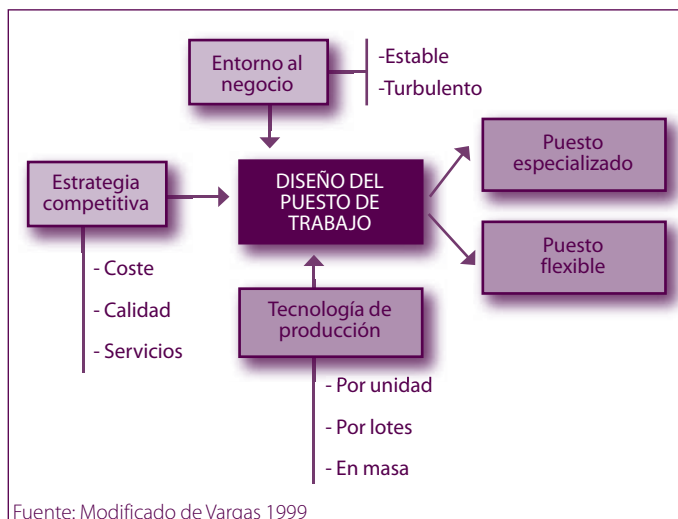 Entorno al
negocio
-Estable
-Turbulento
Estrategia
competitiva
- Coste
- Calidad
- Servicios
DISEÑO DEL
PUESTO DE
TRABAJO
Puesto
especializado
Puesto
flexible
Tecnología de
producción
- Por unidad
- Por lotes
- En masa
Fuente: Modificado de Vargas 1999